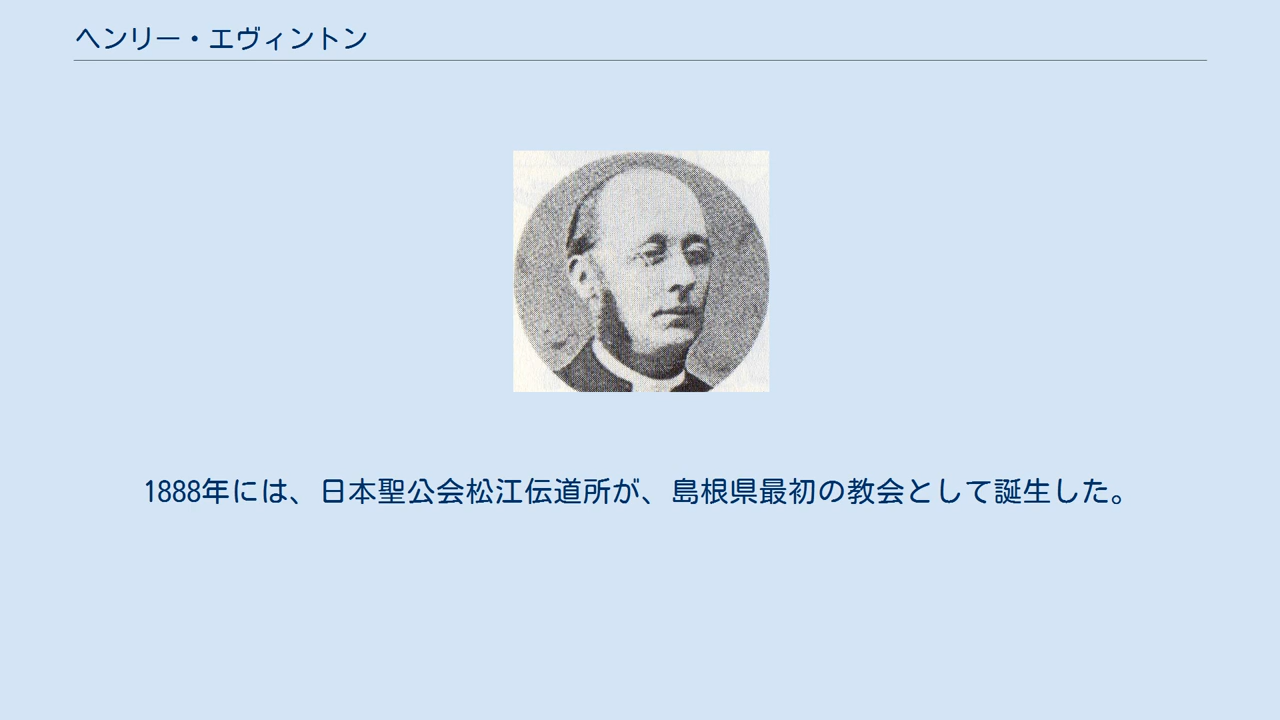 ヘンリー・エヴィントン
1888年には、日本聖公会松江伝道所が、島根県最初の教会として誕生した。